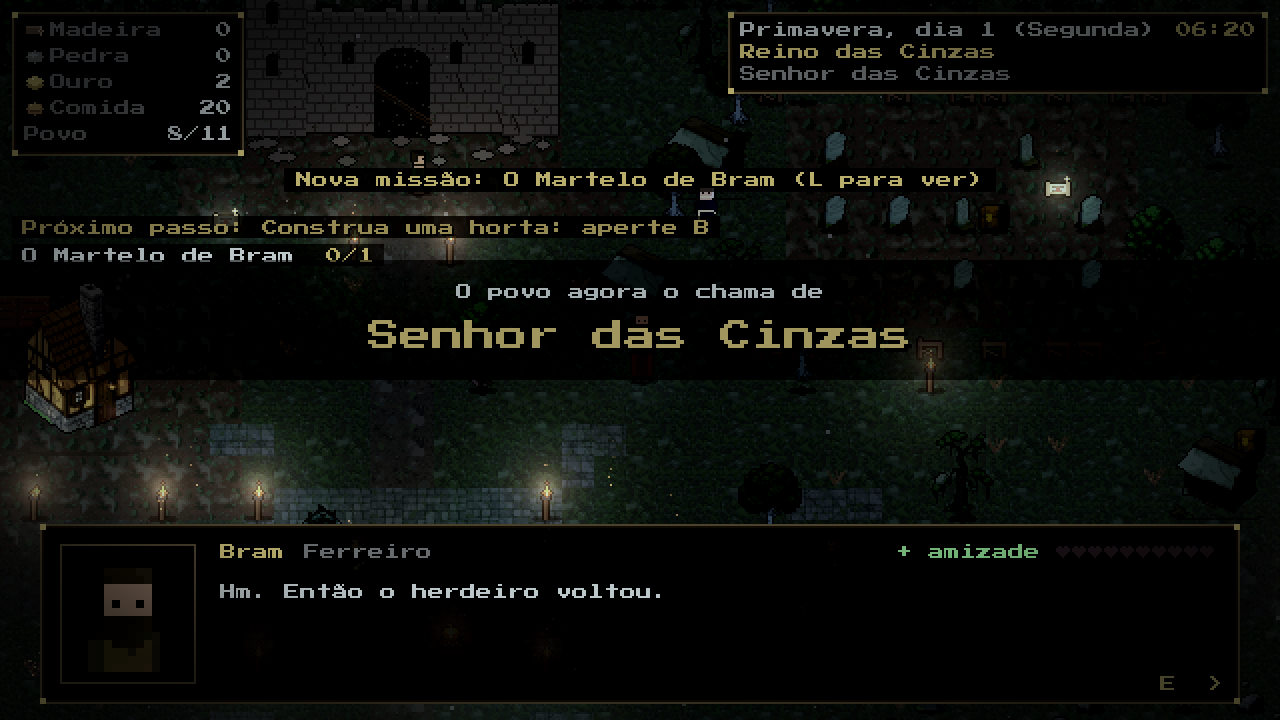 Madeira 0
Pedra 0
Ouro 2
Comida 20
Povo 8/11
Primavera, dia 1 (Segunda) 06:20
Reino das Cinzas
Senhor das Cinzas
Nova missão: O Martelo de Bram (L para ver)
Próximo passo: Construa uma horta: aperte B
O Martelo de Bram 0/1
O povo agora o chama de
Senhor das Cinzas
Bram Ferreiro + amizade
Hm. Então o herdeiro voltou.
E >